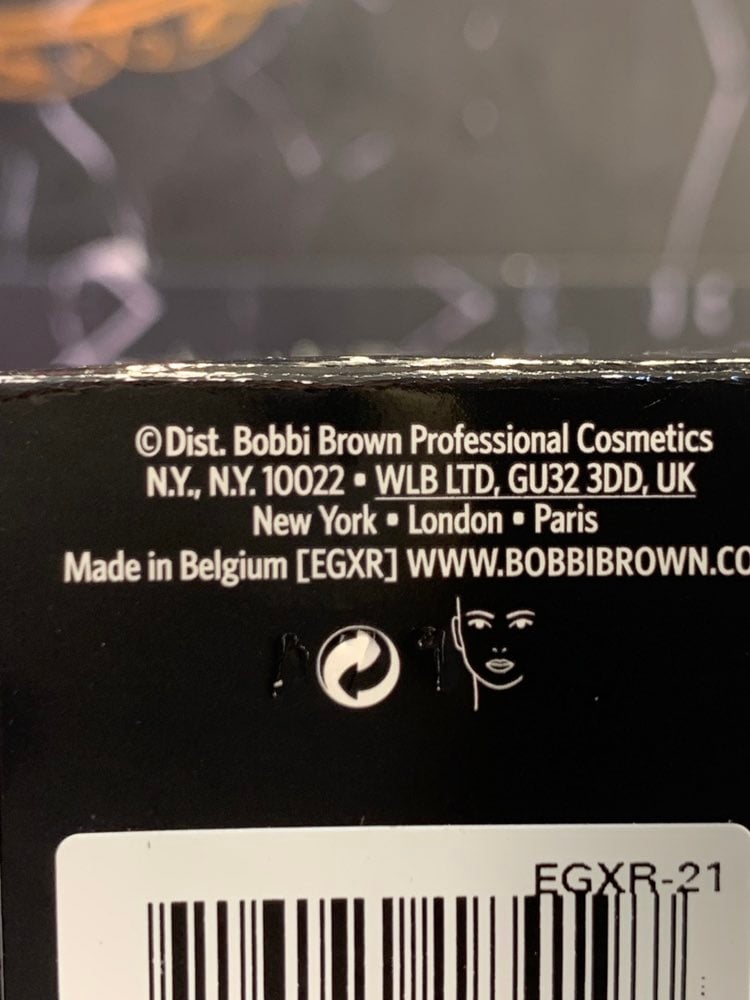 ©Dist. Bobbi Brown Professional Cosmetics
N.Y., N.Y. 10022 • WLB LTD, GU32 3DD, UK
New York • London • Paris
Made in Belgium [EGXR] WWW.BOBBIBROWN.CO
EGXR-21